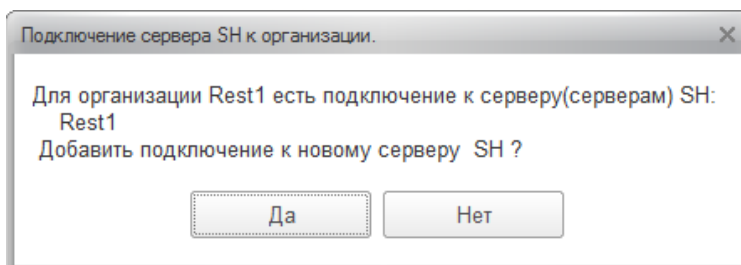 Подключение сервера SH к организации.
Для организации Rest1 есть подключение к серверу(серверам) SH:
Rest1
Добавить подключение к новому серверу SH ?
Да Нет